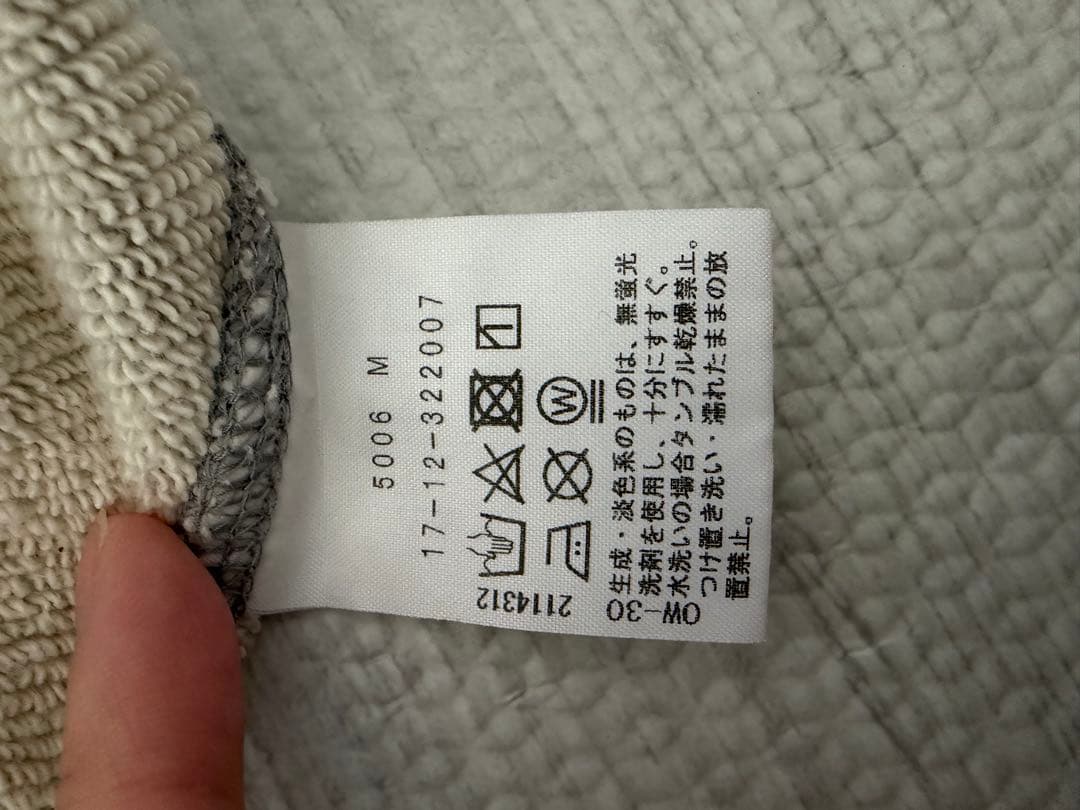 5006 M
17-12-322007
2114312
W
生成・淡色系のものは、無蛍光
洗剤を使用し、十分にすすぐ。
水洗いの場合タンブル乾燥禁止。
つけ置き洗い・濡れたままの放
置禁止。
OW-30